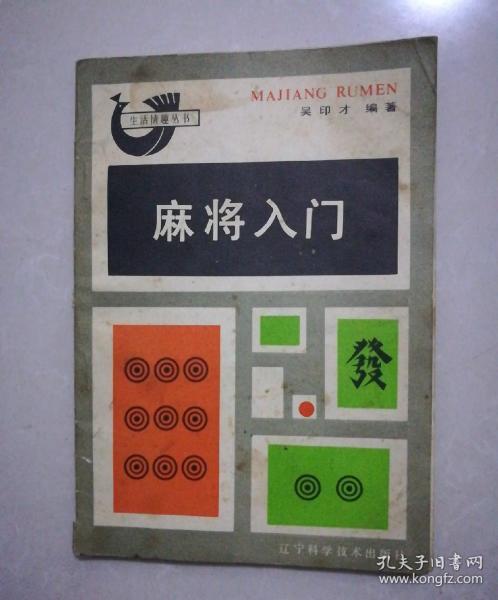 MAJIANG RUMEN
吴印才 编著
生活情趣丛书
麻将入门
發
辽宁科学技术出版社
孔夫子旧书网
www.kongfz.com